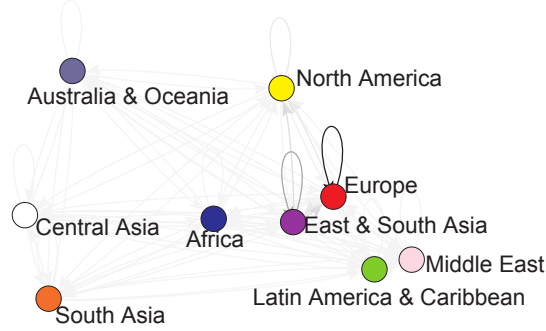 North America
Australia & Oceania
Europe
East & South Asia
Central Asia
Africa
Middle East
Latin America & Caribbean
South Asia